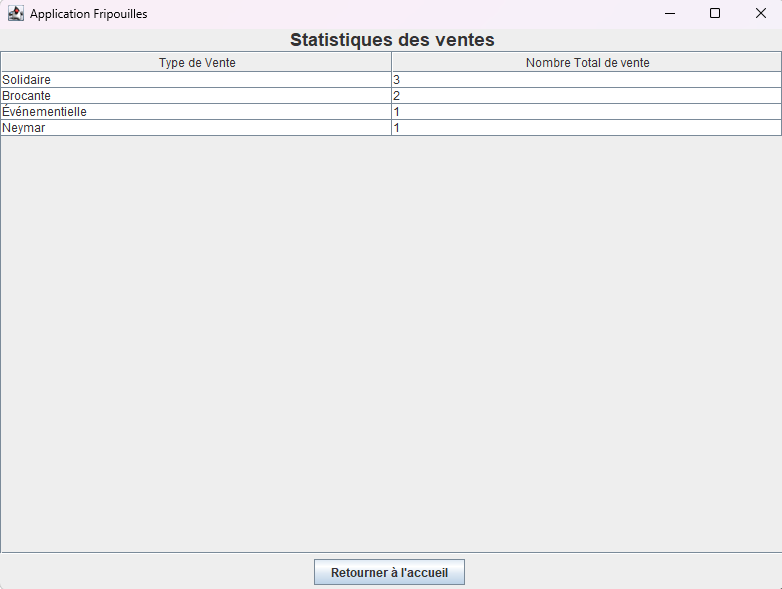 Application Fripouilles
Statistiques des ventes
Type de Vente Nombre Total de vente
Solidaire 3
Brocante 2
Événementielle 1
Neymar 1
Retourner à l'accueil